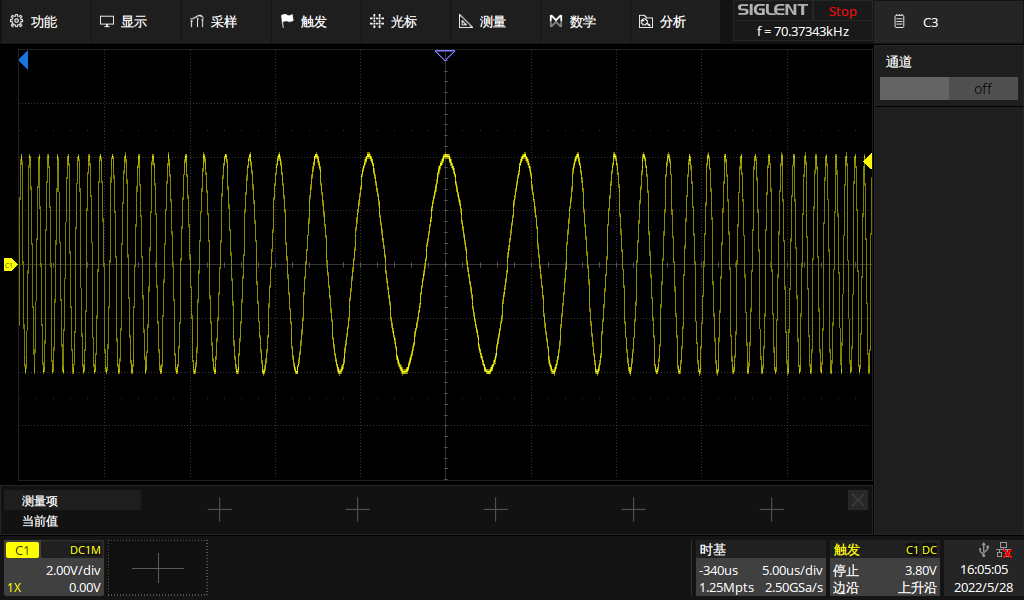 功能 显示 采样 触发 光标 测量 数学 分析 SIGLENT Stop C3
f = 70.37343kHz
通道
off
C1
测量项
当前值
C1 DC1M 时基 触发 C1 DC
2.00V/div -340us 5.00us/div 停止 3.80V 16:05:05
1X 0.00V 1.25Mpts 2.50GSa/s 边沿 上升沿 2022/5/28